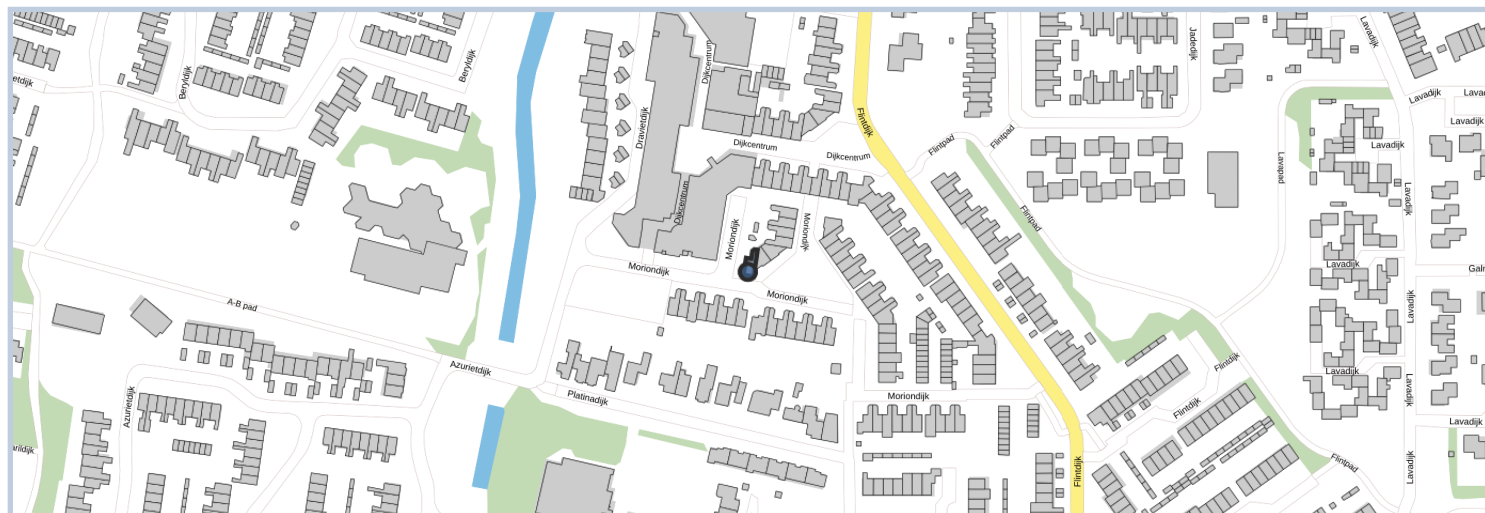 Lavadijk
Jadedijk
Dijkcentrum
Beryldijk
Beryldijk
Lavadijk
Flintdijk
Dravietdijk
Lavadijk
Flintpad
Flintpad
Dijkcentrum
Lavadijk
Dijkcentrum
Lavapad
Dijkcentrum
Lavadijk
Flintpad
Moriondijk
Moriondijk
Moriondijk
Lavadijk
Moriondijk
A-B pad
Lavadijk
Flintdijk
Azurietdijk
Lavadijk
Lavadijk
Platinadijk
Moriondijk
Flintdijk
Azurietdijk
Lavadijk
Flintpad
Lavadijk
Flintdijk